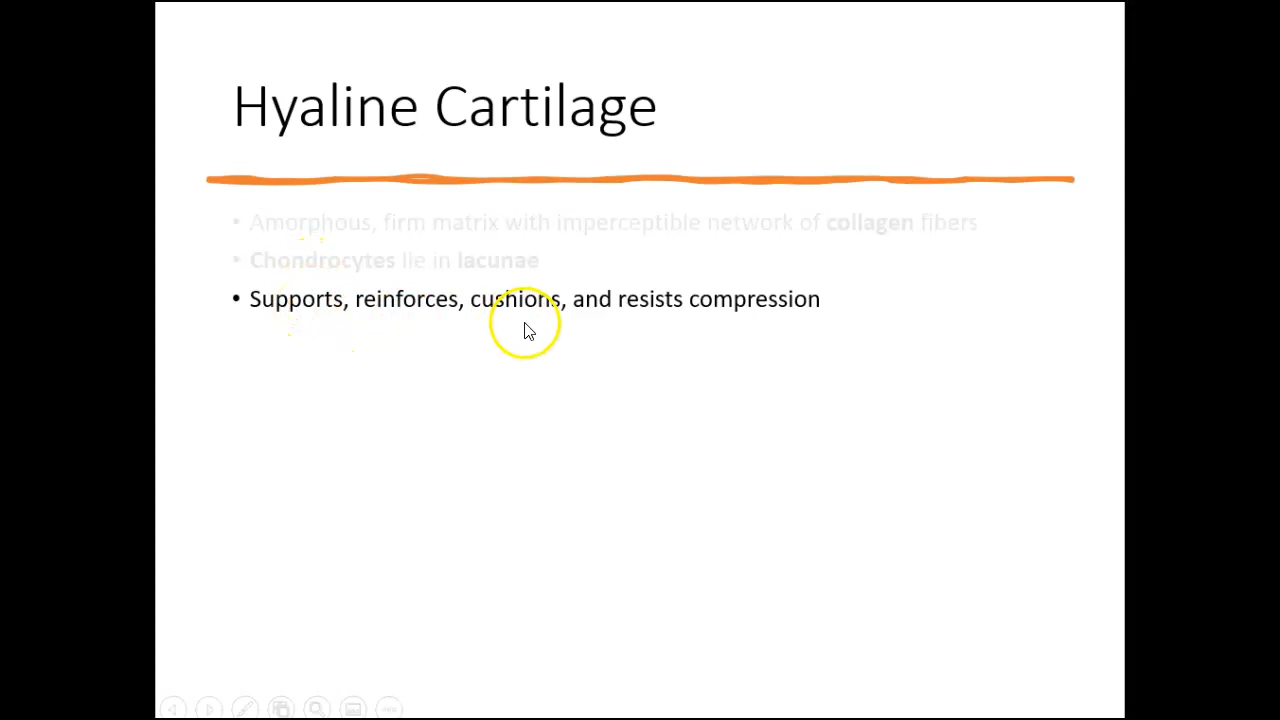 Hyaline Cartilage
• Amorphous, firm matrix with imperceptible network of collagen fibers
• Chondrocytes lie in lacunae
• Supports, reinforces, cushions, and resists compression